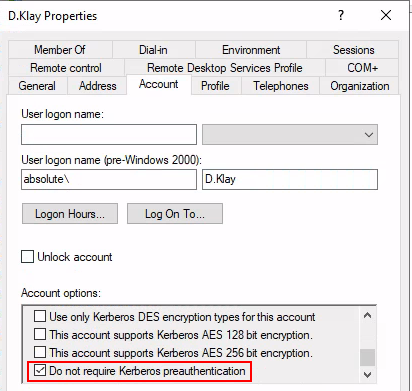 D.Klay Properties
? ×
Member Of Dial-in Environment Sessions
Remote control Remote Desktop Services Profile COM+
General Address Account Profile Telephones Organization
User logon name:
User logon name (pre-Windows 2000):
absolute\ D.Klay
Logon Hours... Log On To...
Unlock account
Account options:
Use only Kerberos DES encryption types for this account
This account supports Kerberos AES 128 bit encryption.
This account supports Kerberos AES 256 bit encryption.
Do not require Kerberos preauthentication